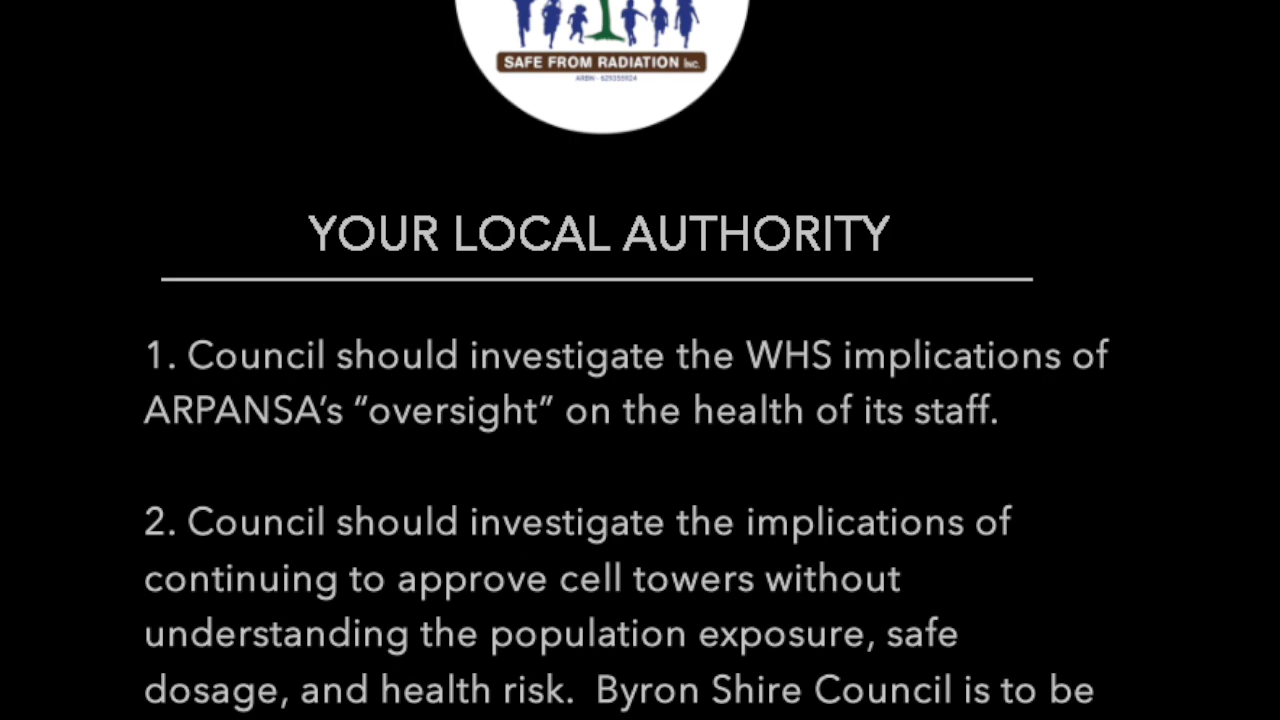 SAFE FROM RADIATION Inc.
ARBN - 629355924
YOUR LOCAL AUTHORITY
1. Council should investigate the WHS implications of
ARPANSA’s “oversight” on the health of its staff.
2. Council should investigate the implications of
continuing to approve cell towers without
understanding the population exposure, safe
dosage, and health risk.  Byron Shire Council is to be